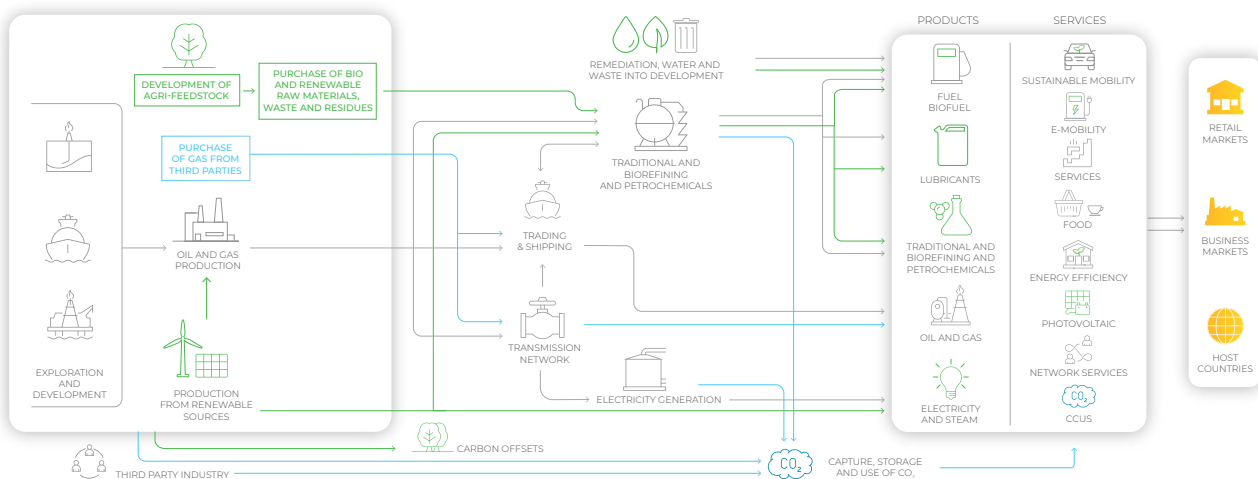 PRODUCTS
SERVICES
DEVELOPMENT OF
AGRI-FEEDSTOCK
PURCHASE OF BIO
AND RENEWABLE
RAW MATERIALS,
WASTE AND RESIDUES
PURCHASE
OF GAS FROM
THIRD PARTIES
OIL AND GAS
PRODUCTION
EXPLORATION
AND
DEVELOPMENT
PRODUCTION
FROM RENEWABLE
SOURCES
THIRD PARTY INDUSTRY
CARBON OFFSETS
REMEDIATION, WATER AND
WASTE INTO DEVELOPMENT
TRADITIONAL AND
BIOREFINING
AND PETROCHEMICALS
TRADING
& SHIPPING
TRANSMISSION
NETWORK
ELECTRICITY GENERATION
CO2
CAPTURE, STORAGE
AND USE OF CO,
FUEL
BIOFUEL
LUBRICANTS
TRADITIONAL AND
BIOREFINING AND
PETROCHEMICALS
OIL AND GAS
ELECTRICITY
AND STEAM
SUSTAINABLE MOBILITY
E-MOBILITY
SERVICES
FOOD
ENERGY EFFICIENCY
PHOTOVOLTAIC
NETWORK SERVICES
CO2
CCUS
RETAIL
MARKETS
BUSINESS
MARKETS
HOST
COUNTRIES